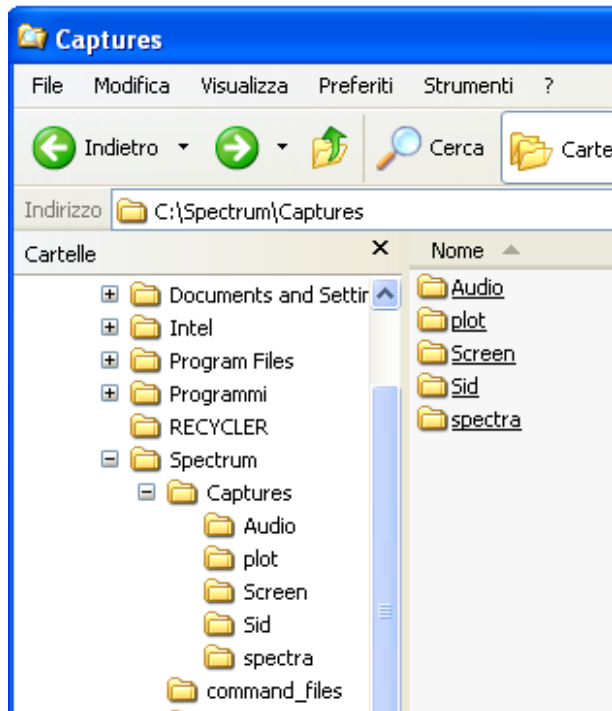 Captures
File Modifica Visualizza Preferiti Strumenti ?
Indietro Cerca Carte
Indirizzo C:\Spectrum\Captures
Cartelle
Documents and Settir
Intel
Program Files
Programmi
RECYCLER
Spectrum
Captures
Audio
plot
Screen
Sid
spectra
command_files
Nome
Audio
plot
Screen
Sid
spectra